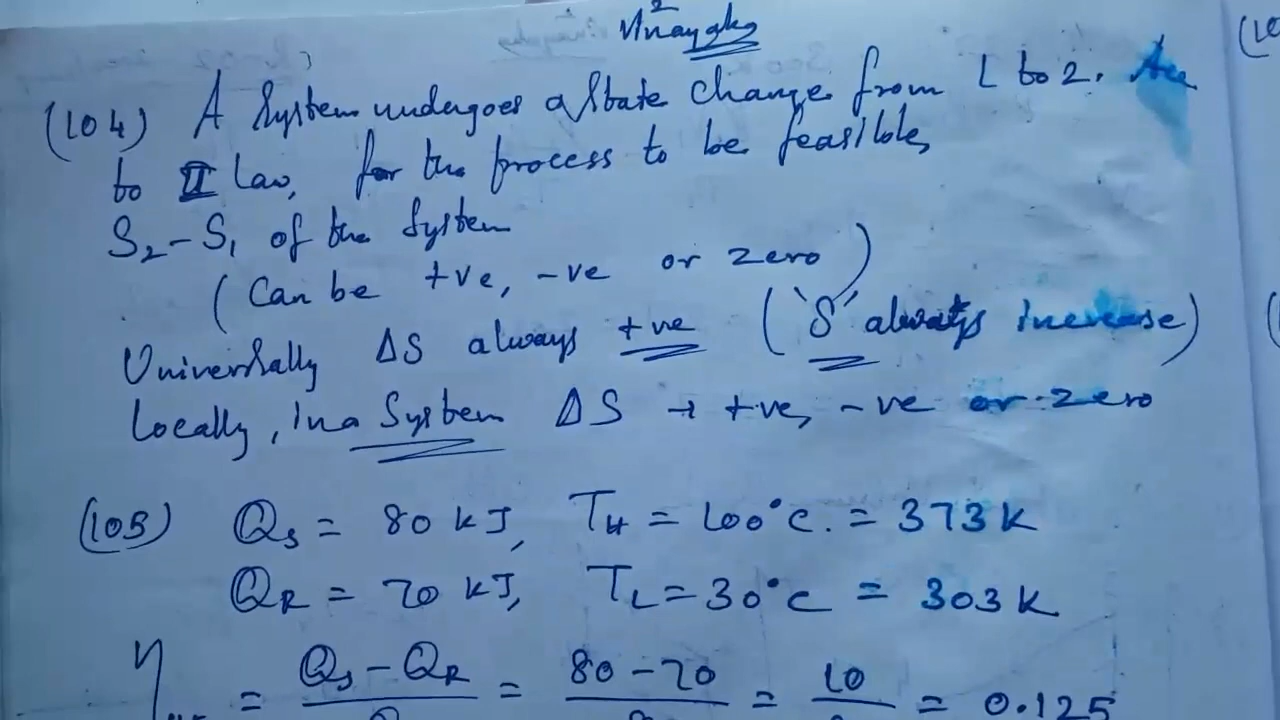 Vinayaka
(104) A System undergoes a State change from 1 to 2. Acc
to II Law, for the process to be feasible,
S₂-S₁ of the System
(Can be +ve, -ve or zero)
Universally ΔS always +ve ('S' always increase)
locally, in a System ΔS → +ve, -ve or zero
(105) Qs = 80 kJ, TH = 100°C. = 373K
QR = 70 kJ, TL = 30°C = 303K
η = Qs - QR = 80 - 70 = 10 = 0.125